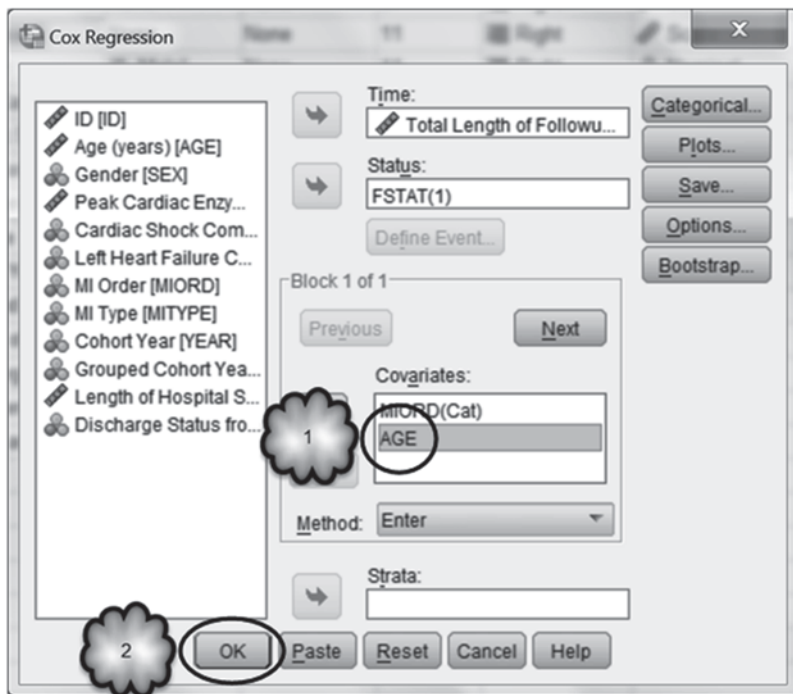 Cox Regression
None
11
Right
ID [ID]
Age (years) [AGE]
Gender [SEX]
Peak Cardiac Enzy...
Cardiac Shock Com...
Left Heart Failure C...
MI Order [MIORD]
MI Type [MITYPE]
Cohort Year [YEAR]
Grouped Cohort Yea...
Length of Hospital S...
Discharge Status fro...
Time:
Total Length of Followu...
Status:
FSTAT(1)
Define Event...
Block 1 of 1
Previous
Next
Covariates:
MIORD(Cat)
AGE
1
Method:
Enter
Strata:
Categorical...
Plots...
Save...
Options...
Bootstrap...
2
OK
Paste
Reset
Cancel
Help